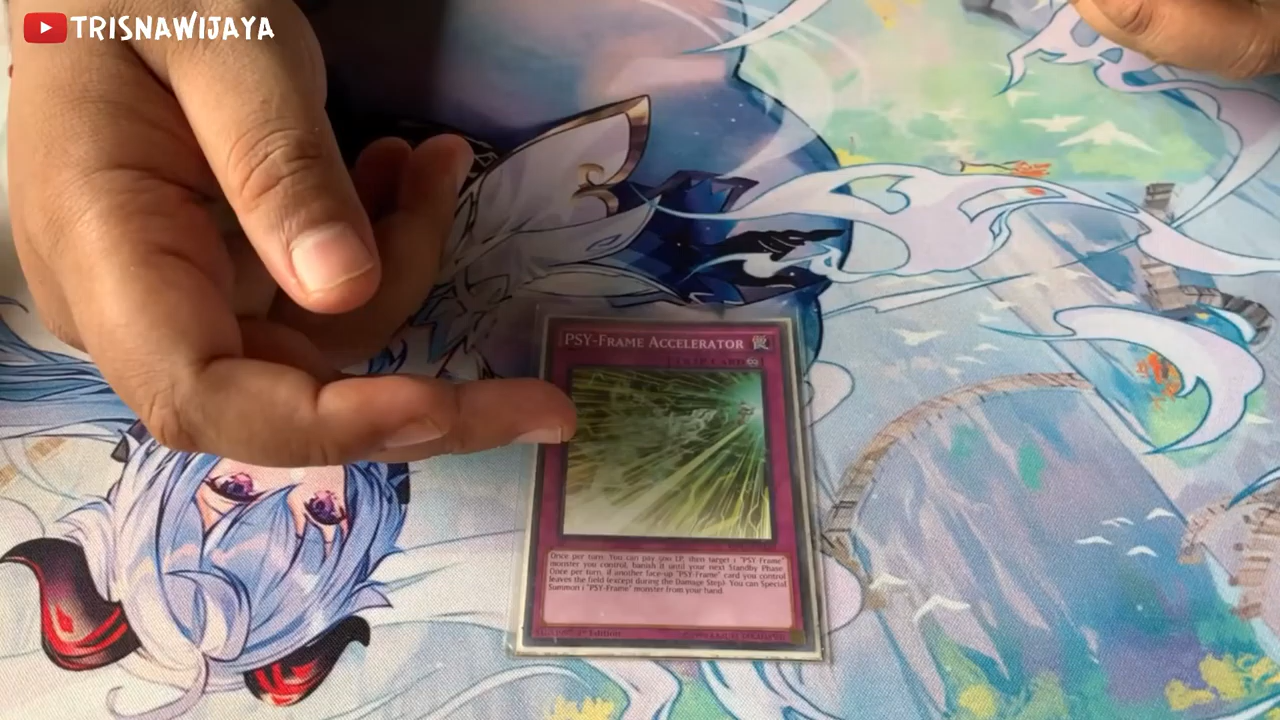 TRISNAWIJAYA
PSY-FRAME ACCELERATOR
Once per turn: You can pay 500 LP, then target 1 "PSY-Frame"
monster you control; banish it until your next Standby Phase.
Once per turn, if another face-up "PSY-Frame" card you control
leaves the field (except during the Damage Step): You can Special
Summon 1 "PSY-Frame" monster from your hand.
1st Edition